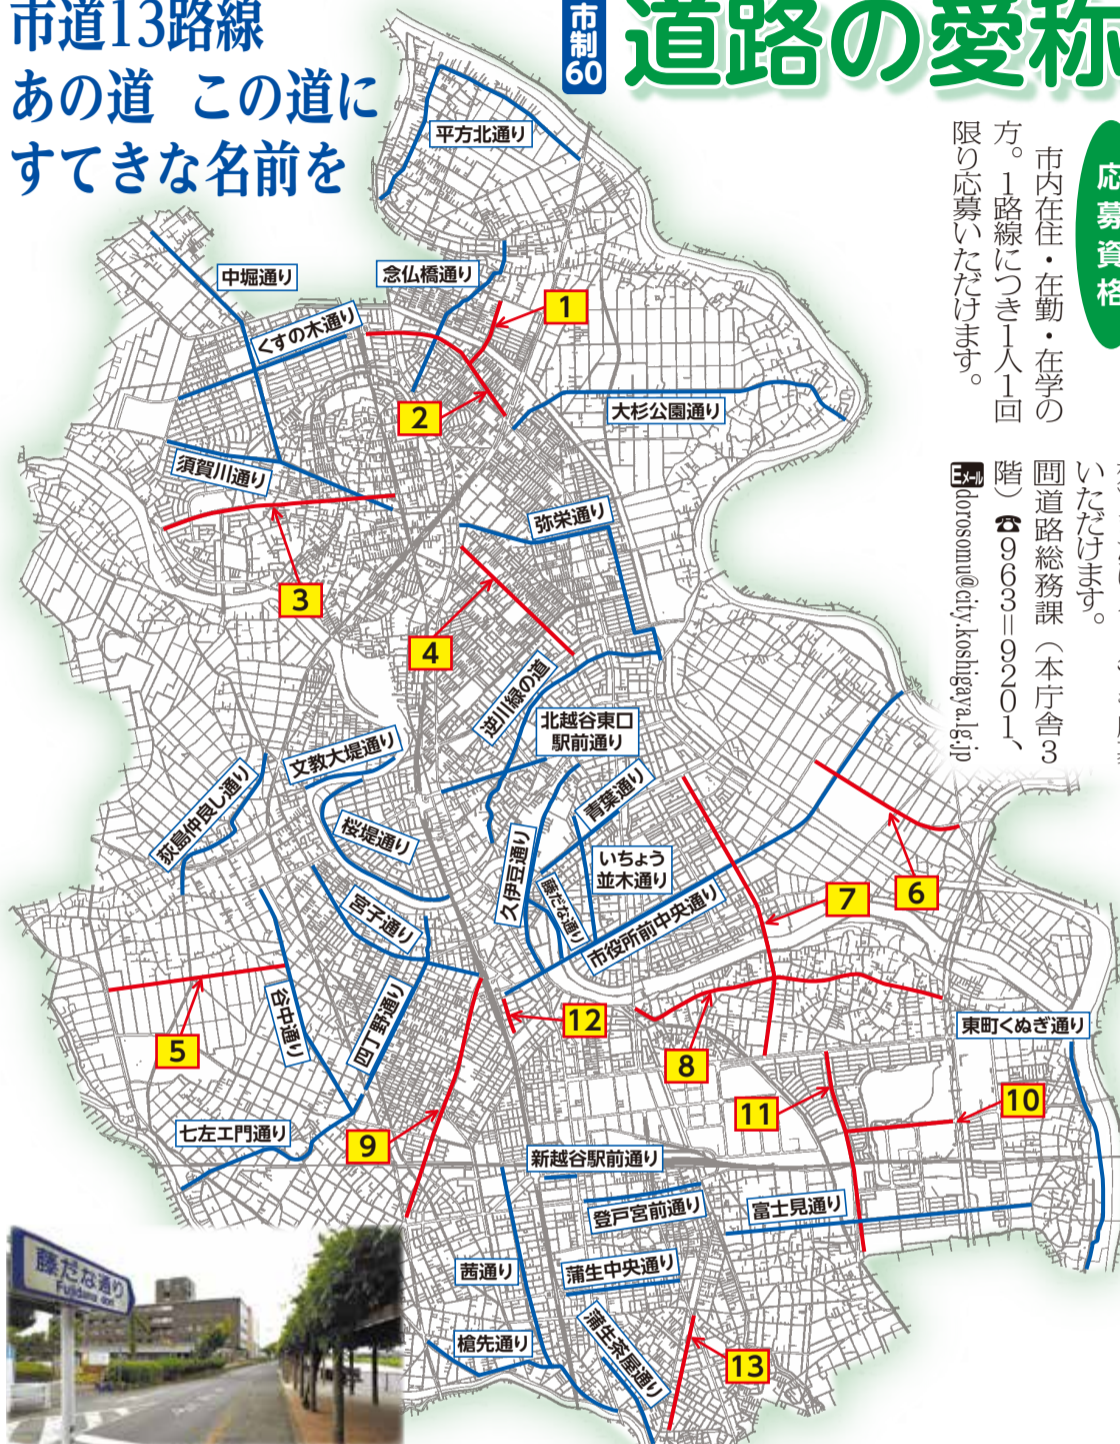 市道13路線
あの道 この道に
すてきな名前を
市制60
道路の愛称
応募資格
市内在住・在勤・在学の
方。1路線につき1人1回
限り応募いただけます。
いただけます。
問道路総務課（本庁舎3
階）☎963＝9201、
Eメールdorosomu@city.koshigaya.lg.jp
平方北通り
中堀通り
念仏橋通り
1
くすの木通り
2
大杉公園通り
須賀川通り
弥栄通り
3
4
逆川緑の道
北越谷東口
駅前通り
文教大堤通り
荻島仲良し通り
桜堤通り
青葉通り
久伊豆通り
いちょう
並木通り
藤だな通り
6
7
宮子通り
市役所前中央通り
谷中通り
四丁野通り
12
5
8
東町くぬぎ通り
11
10
七左エ門通り
9
新越谷駅前通り
登戸宮前通り
富士見通り
茜通り
蒲生中央通り
槍先通り
蒲生茶屋通り
13
藤だな通り
Fujidana dori